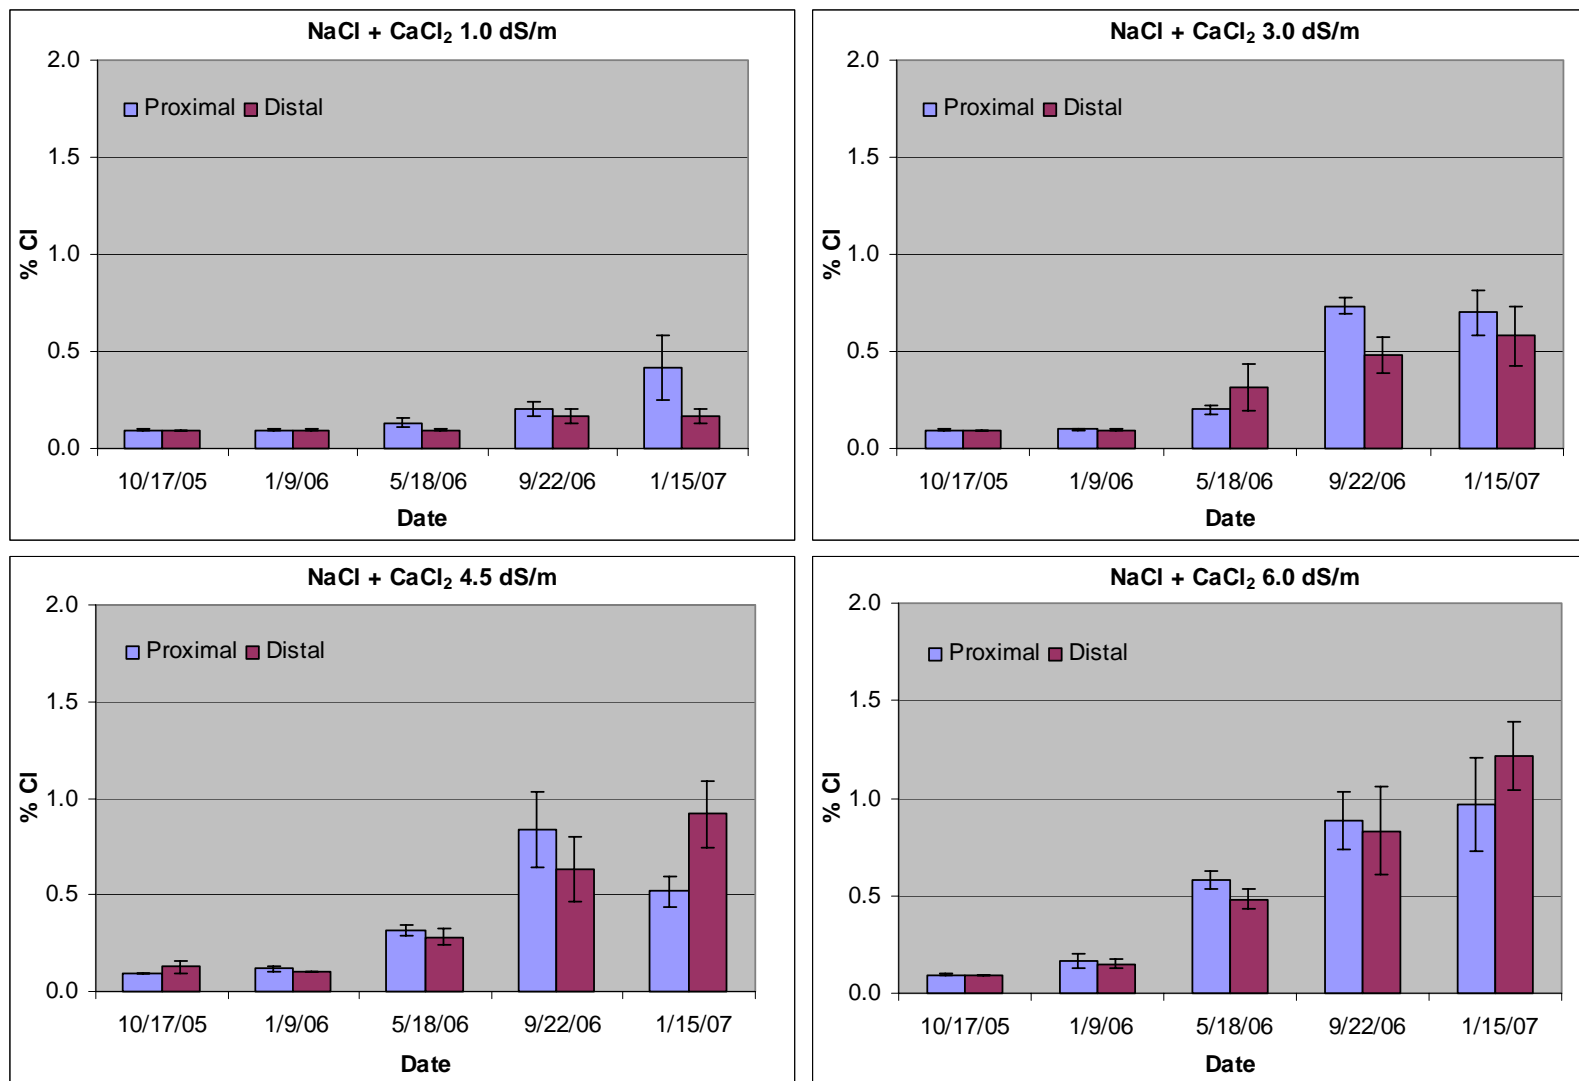 NaCl + CaCl₂ 1.0 dS/m
2.0
Proximal Distal
1.5
1.0
% Cl
0.5
0.0
10/17/05 1/9/06 5/18/06 9/22/06 1/15/07
Date
NaCl + CaCl₂ 3.0 dS/m
2.0
Proximal Distal
1.5
1.0
% Cl
0.5
0.0
10/17/05 1/9/06 5/18/06 9/22/06 1/15/07
Date
NaCl + CaCl₂ 4.5 dS/m
2.0
Proximal Distal
1.5
1.0
% Cl
0.5
0.0
10/17/05 1/9/06 5/18/06 9/22/06 1/15/07
Date
NaCl + CaCl₂ 6.0 dS/m
2.0
Proximal Distal
1.5
1.0
% Cl
0.5
0.0
10/17/05 1/9/06 5/18/06 9/22/06 1/15/07
Date